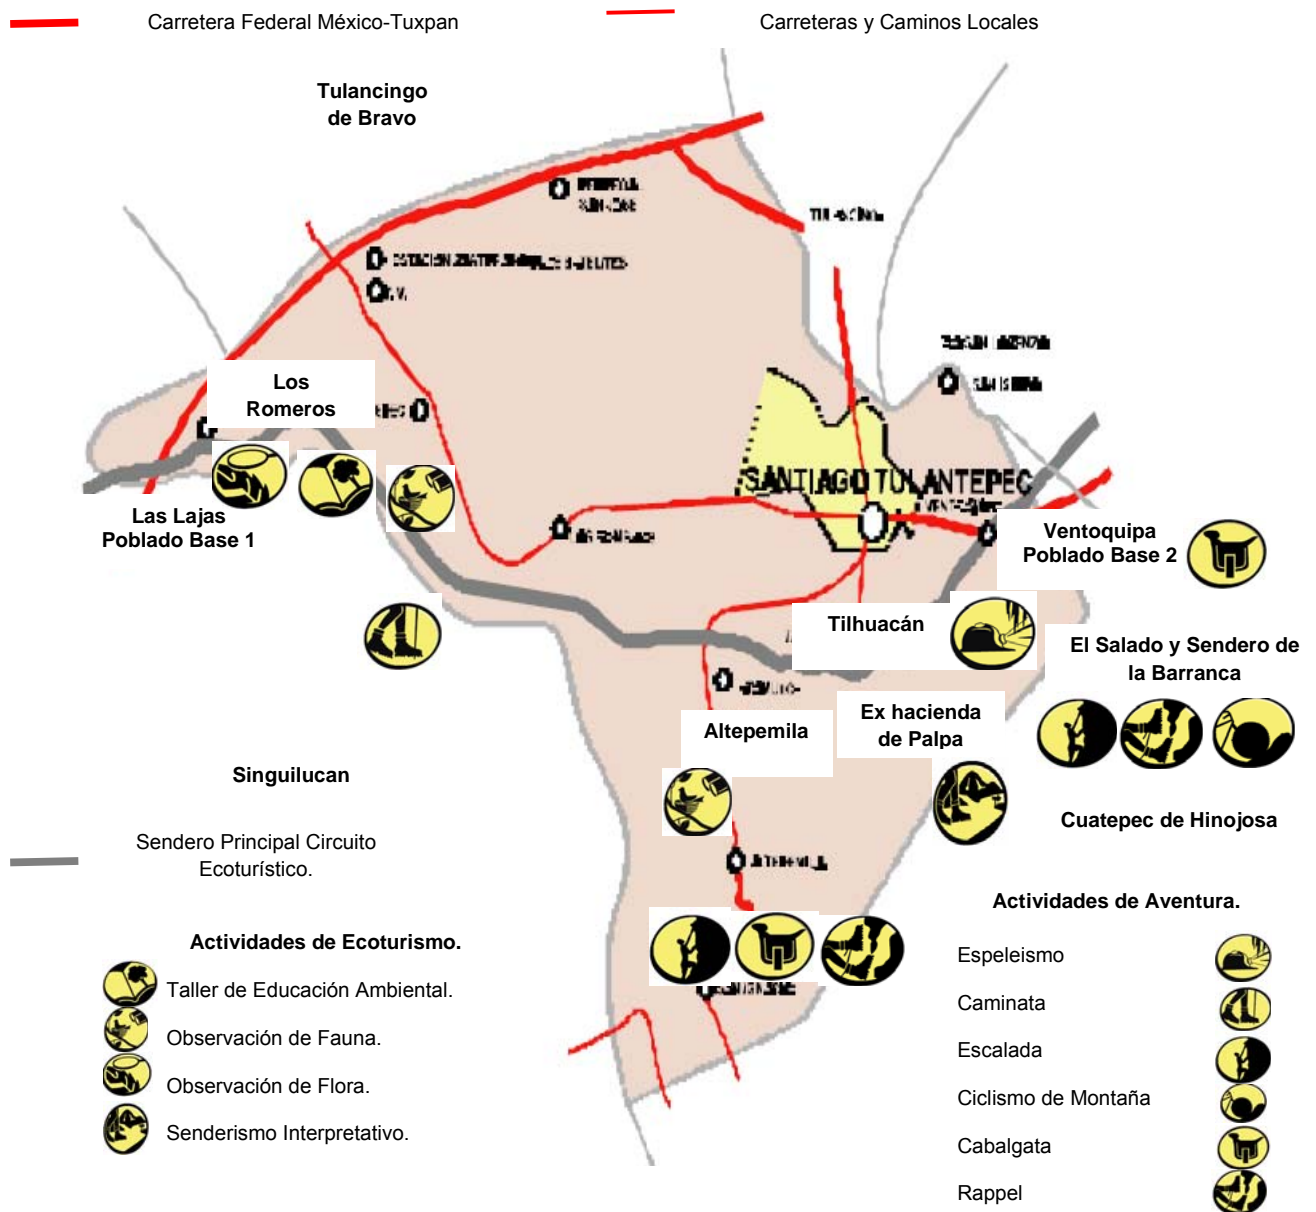 Carretera Federal México-Tuxpan
Carreteras y Caminos Locales
Tulancingo
de Bravo
Los
Romeros
SANTIAGO TULANTEPEC
Las Lajas
Poblado Base 1
Ventoquipa
Poblado Base 2
Tilhuacán
El Salado y Sendero de
la Barranca
Altepemila
Ex hacienda
de Palpa
Singuilucan
Cuatepec de Hinojosa
Sendero Principal Circuito
Ecoturístico.
Actividades de Ecoturismo.
Taller de Educación Ambiental.
Observación de Fauna.
Observación de Flora.
Senderismo Interpretativo.
Actividades de Aventura.
Espeleismo
Caminata
Escalada
Ciclismo de Montaña
Cabalgata
Rappel